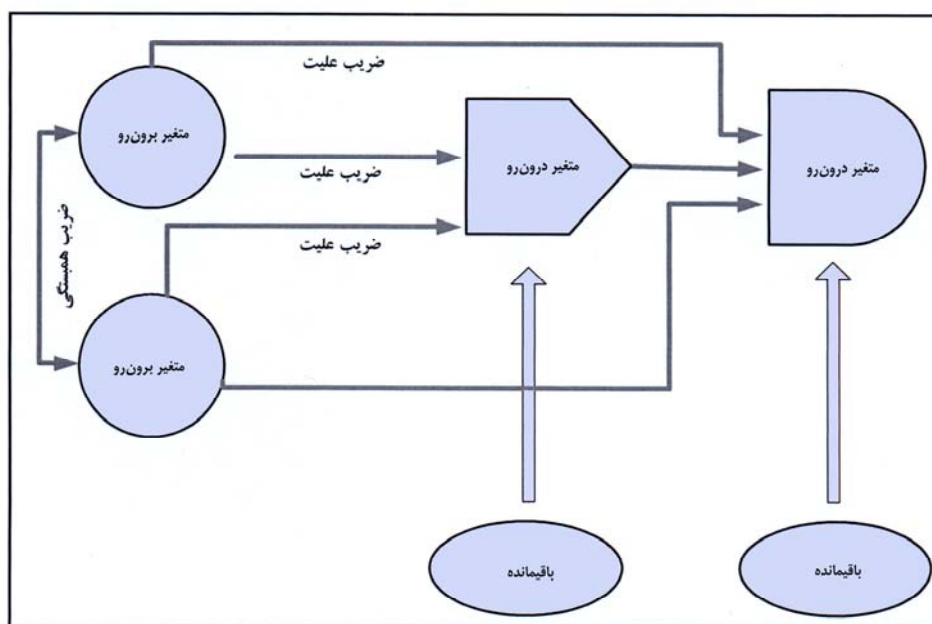 ضریب علیت
متغیر برون‌رو
ضریب علیت
متغیر درون‌رو
متغیر درون‌رو
ضریب علیت
ضریب همبستگی
متغیر برون‌رو
باقیمانده
باقیمانده